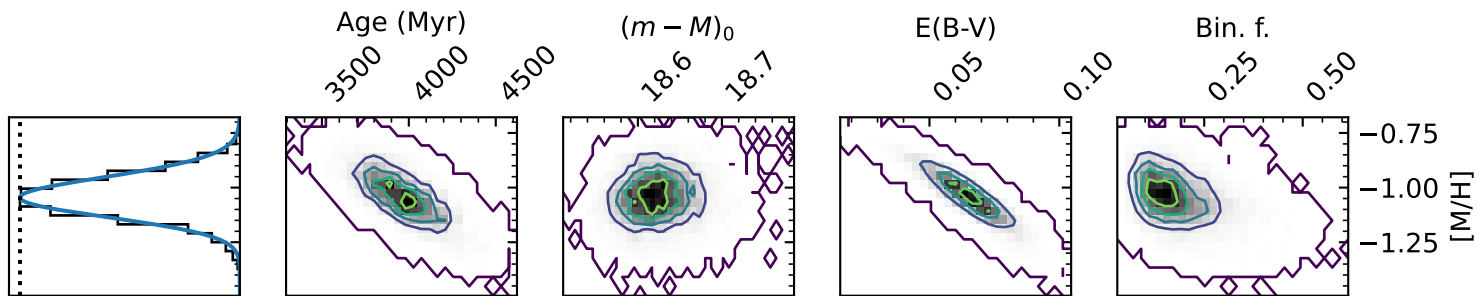 Age (Myr)
(m − M)₀
E(B-V)
Bin. f.
3500
4000
4500
18.6
18.7
0.05
0.10
0.25
0.50
−0.75
−1.00
−1.25
[M/H]